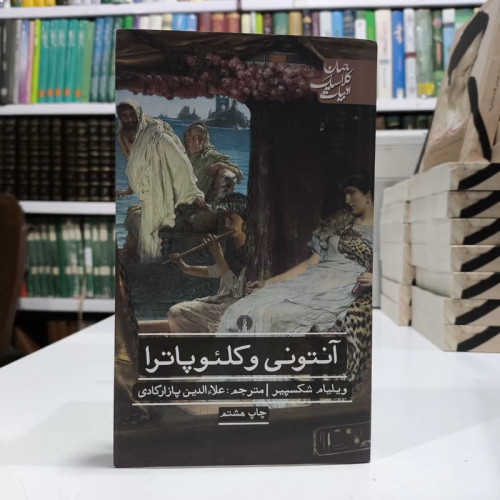 ادبیات
کلاسیک
جهان
آنتونی و کلئوپاترا
ویلیام شکسپیر | مترجم: علاءالدین پازارگادی
چاپ هشتم